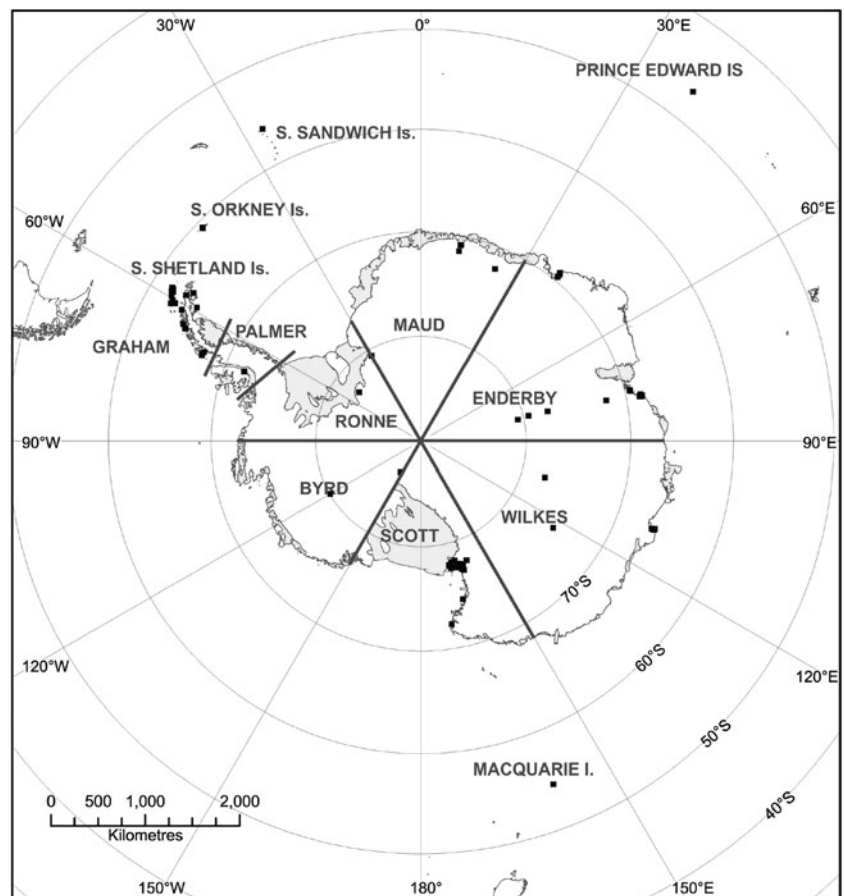 30°W 0° 30°E
PRINCE EDWARD IS
S. SANDWICH Is.
60°W 60°E
S. ORKNEY Is.
S. SHETLAND Is.
GRAHAM PALMER MAUD
ENDERBY
RONNE
90°W 90°E
BYRD
WILKES
SCOTT
70°S
60°S
120°W 120°E
50°S
MACQUARIE I.
40°S
0 500 1,000 2,000
Kilometres
150°W 180° 150°E